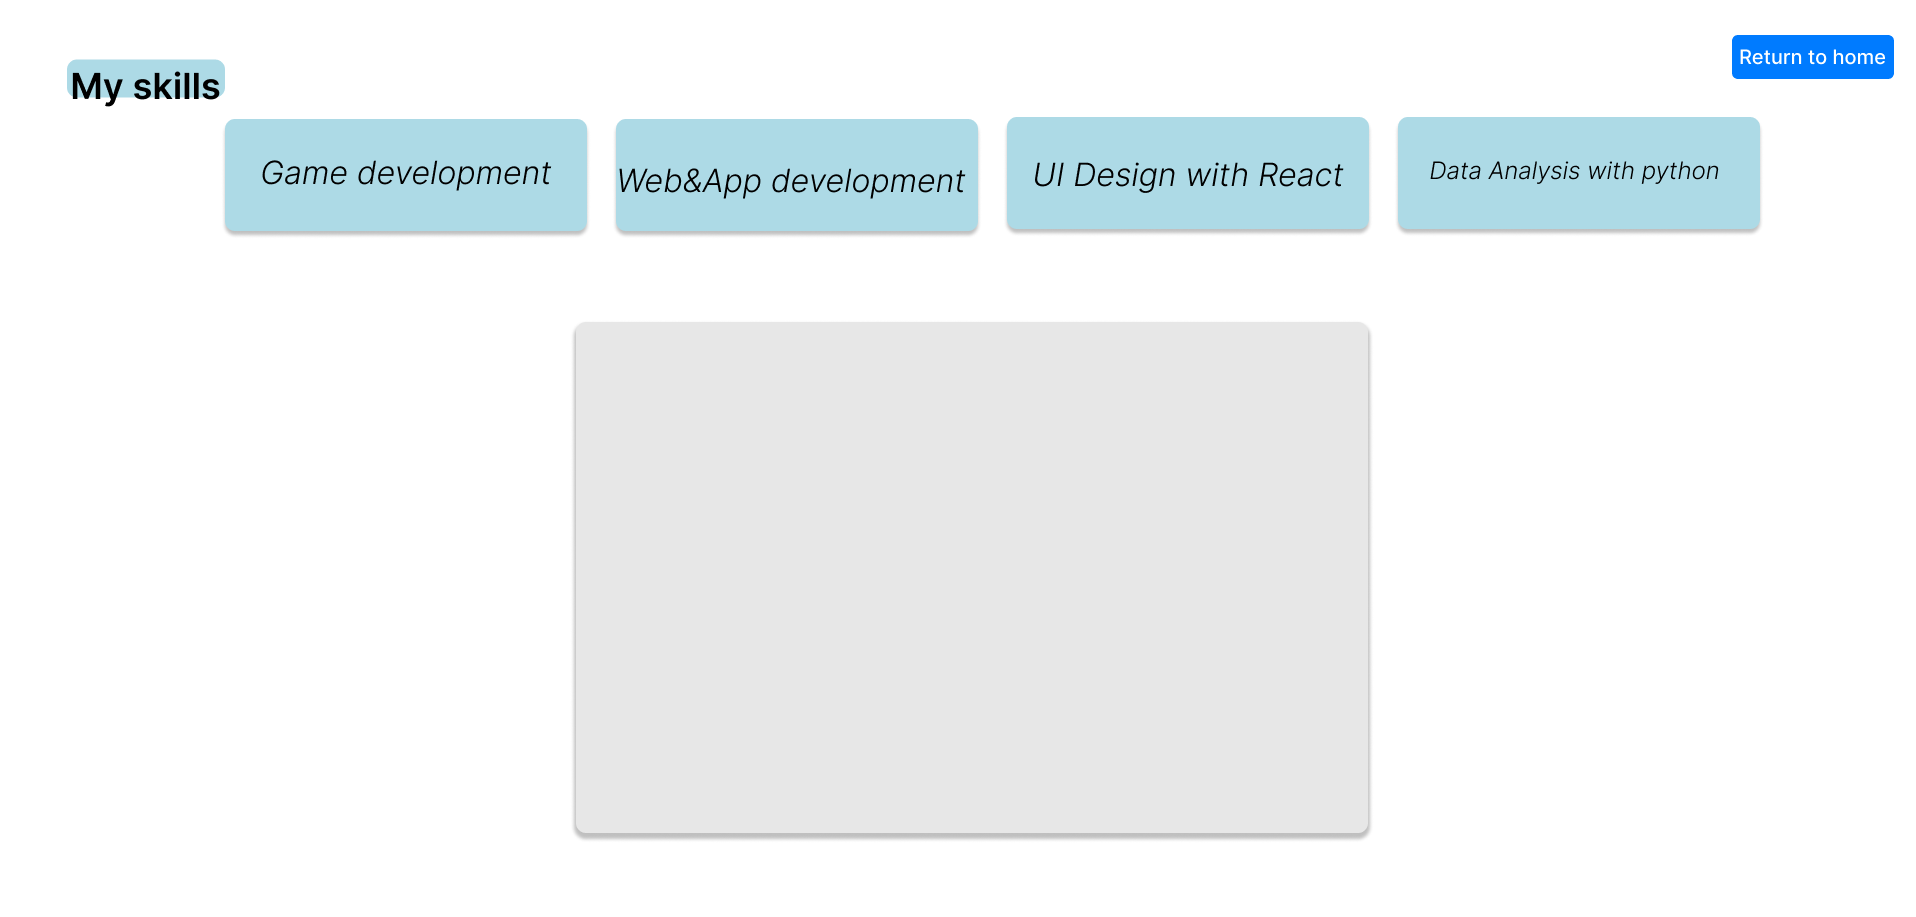 Return to home
My skills
Game development
Web&App development
UI Design with React
Data Analysis with python